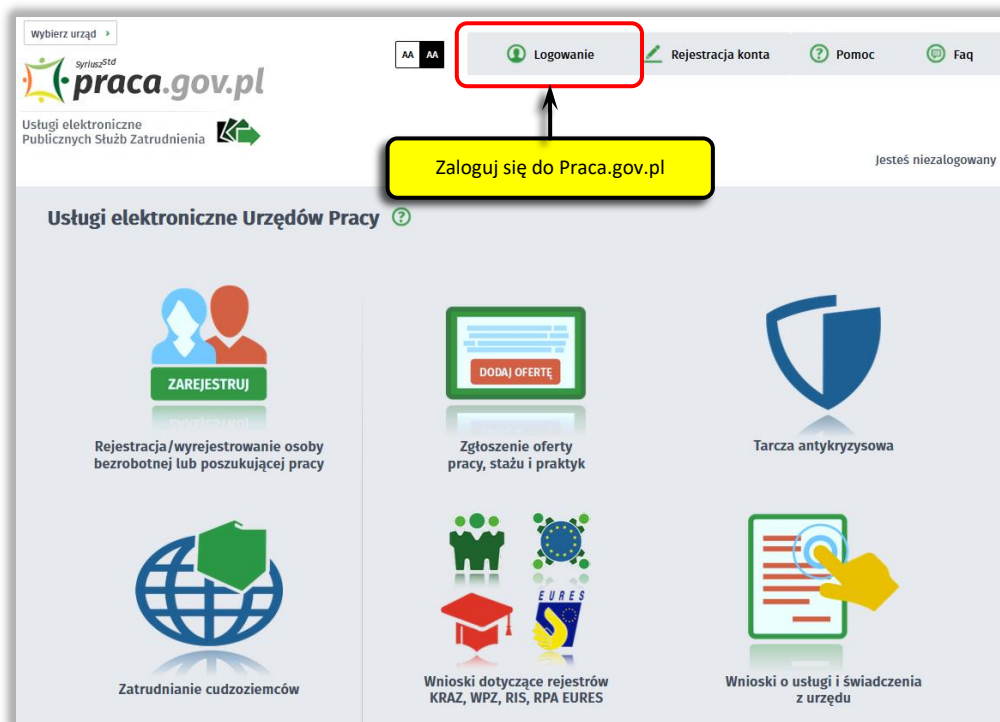 Wybierz urząd
AA AA
Logowanie
Rejestracja konta
Pomoc
Faq
Syriusz Std
praca.gov.pl
Usługi elektroniczne
Publicznych Służb Zatrudnienia
Zaloguj się do Praca.gov.pl
Jesteś niezalogowany
Usługi elektroniczne Urzędów Pracy
ZAREJESTRUJ
Rejestracja/wyrejestrowanie osoby
bezrobotnej lub poszukującej pracy
DODAJ OFERTĘ
Zgłoszenie oferty
pracy, stażu i praktyk
Tarcza antykryzysowa
Zatrudnianie cudzoziemców
EURES
Wnioski dotyczące rejestrów
KRAZ, WPZ, RIS, RPA EURES
Wnioski o usługi i świadczenia
z urzędu